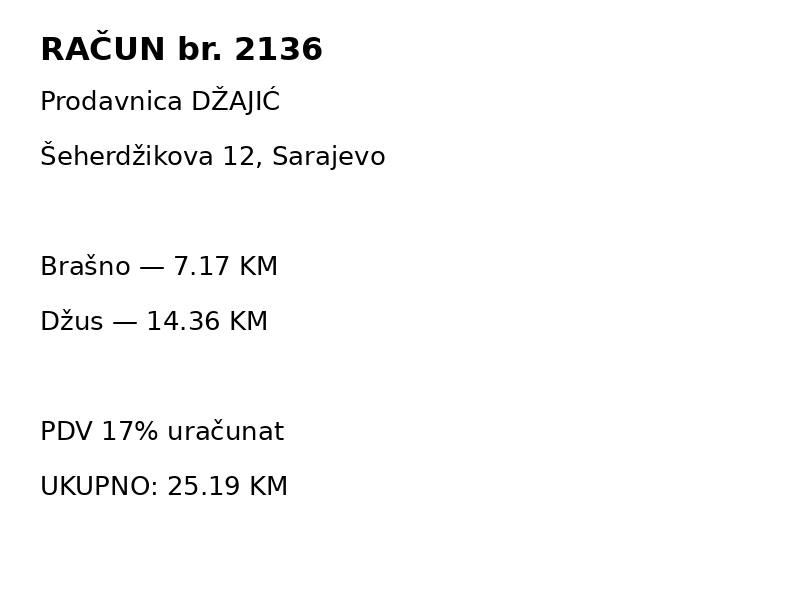 RAČUN br. 2136
Prodavnica DŽAJIĆ
Šeherdžikova 12, Sarajevo
Brašno — 7.17 KM
Džus — 14.36 KM
PDV 17% uračunat
UKUPNO: 25.19 KM